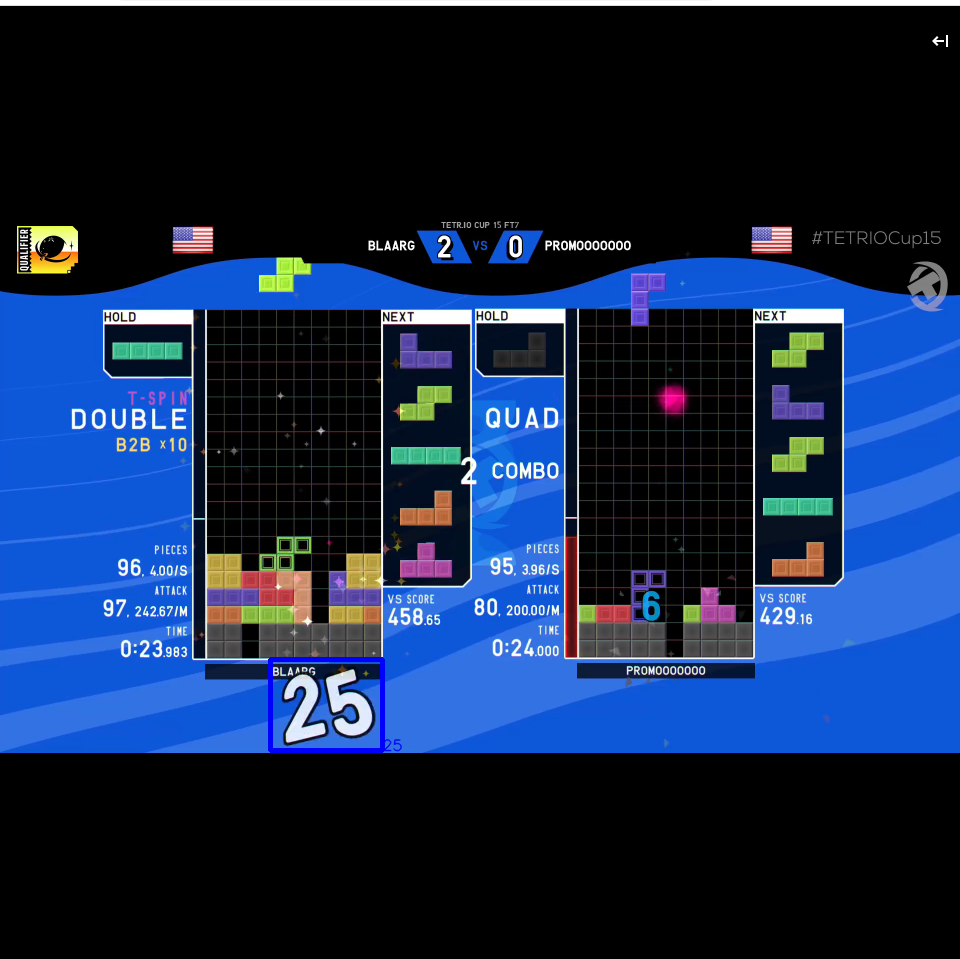 TETR.IO CUP 15 FT7
QUALIFIER
BLAARG 2 VS 0 PROMOOOOOOO
#TETRIOCup15
HOLD
NEXT
T-SPIN
DOUBLE
B2B ×10
PIECES
96, 4.00/S
ATTACK
97, 242.67/M
TIME
0:23.983
VS SCORE
458.65
BLAARG
25
25
HOLD
NEXT
QUAD
2 COMBO
PIECES
95, 3.96/S
ATTACK
80, 200.00/M
TIME
0:24.000
6
VS SCORE
429.16
PROMOOOOOOO